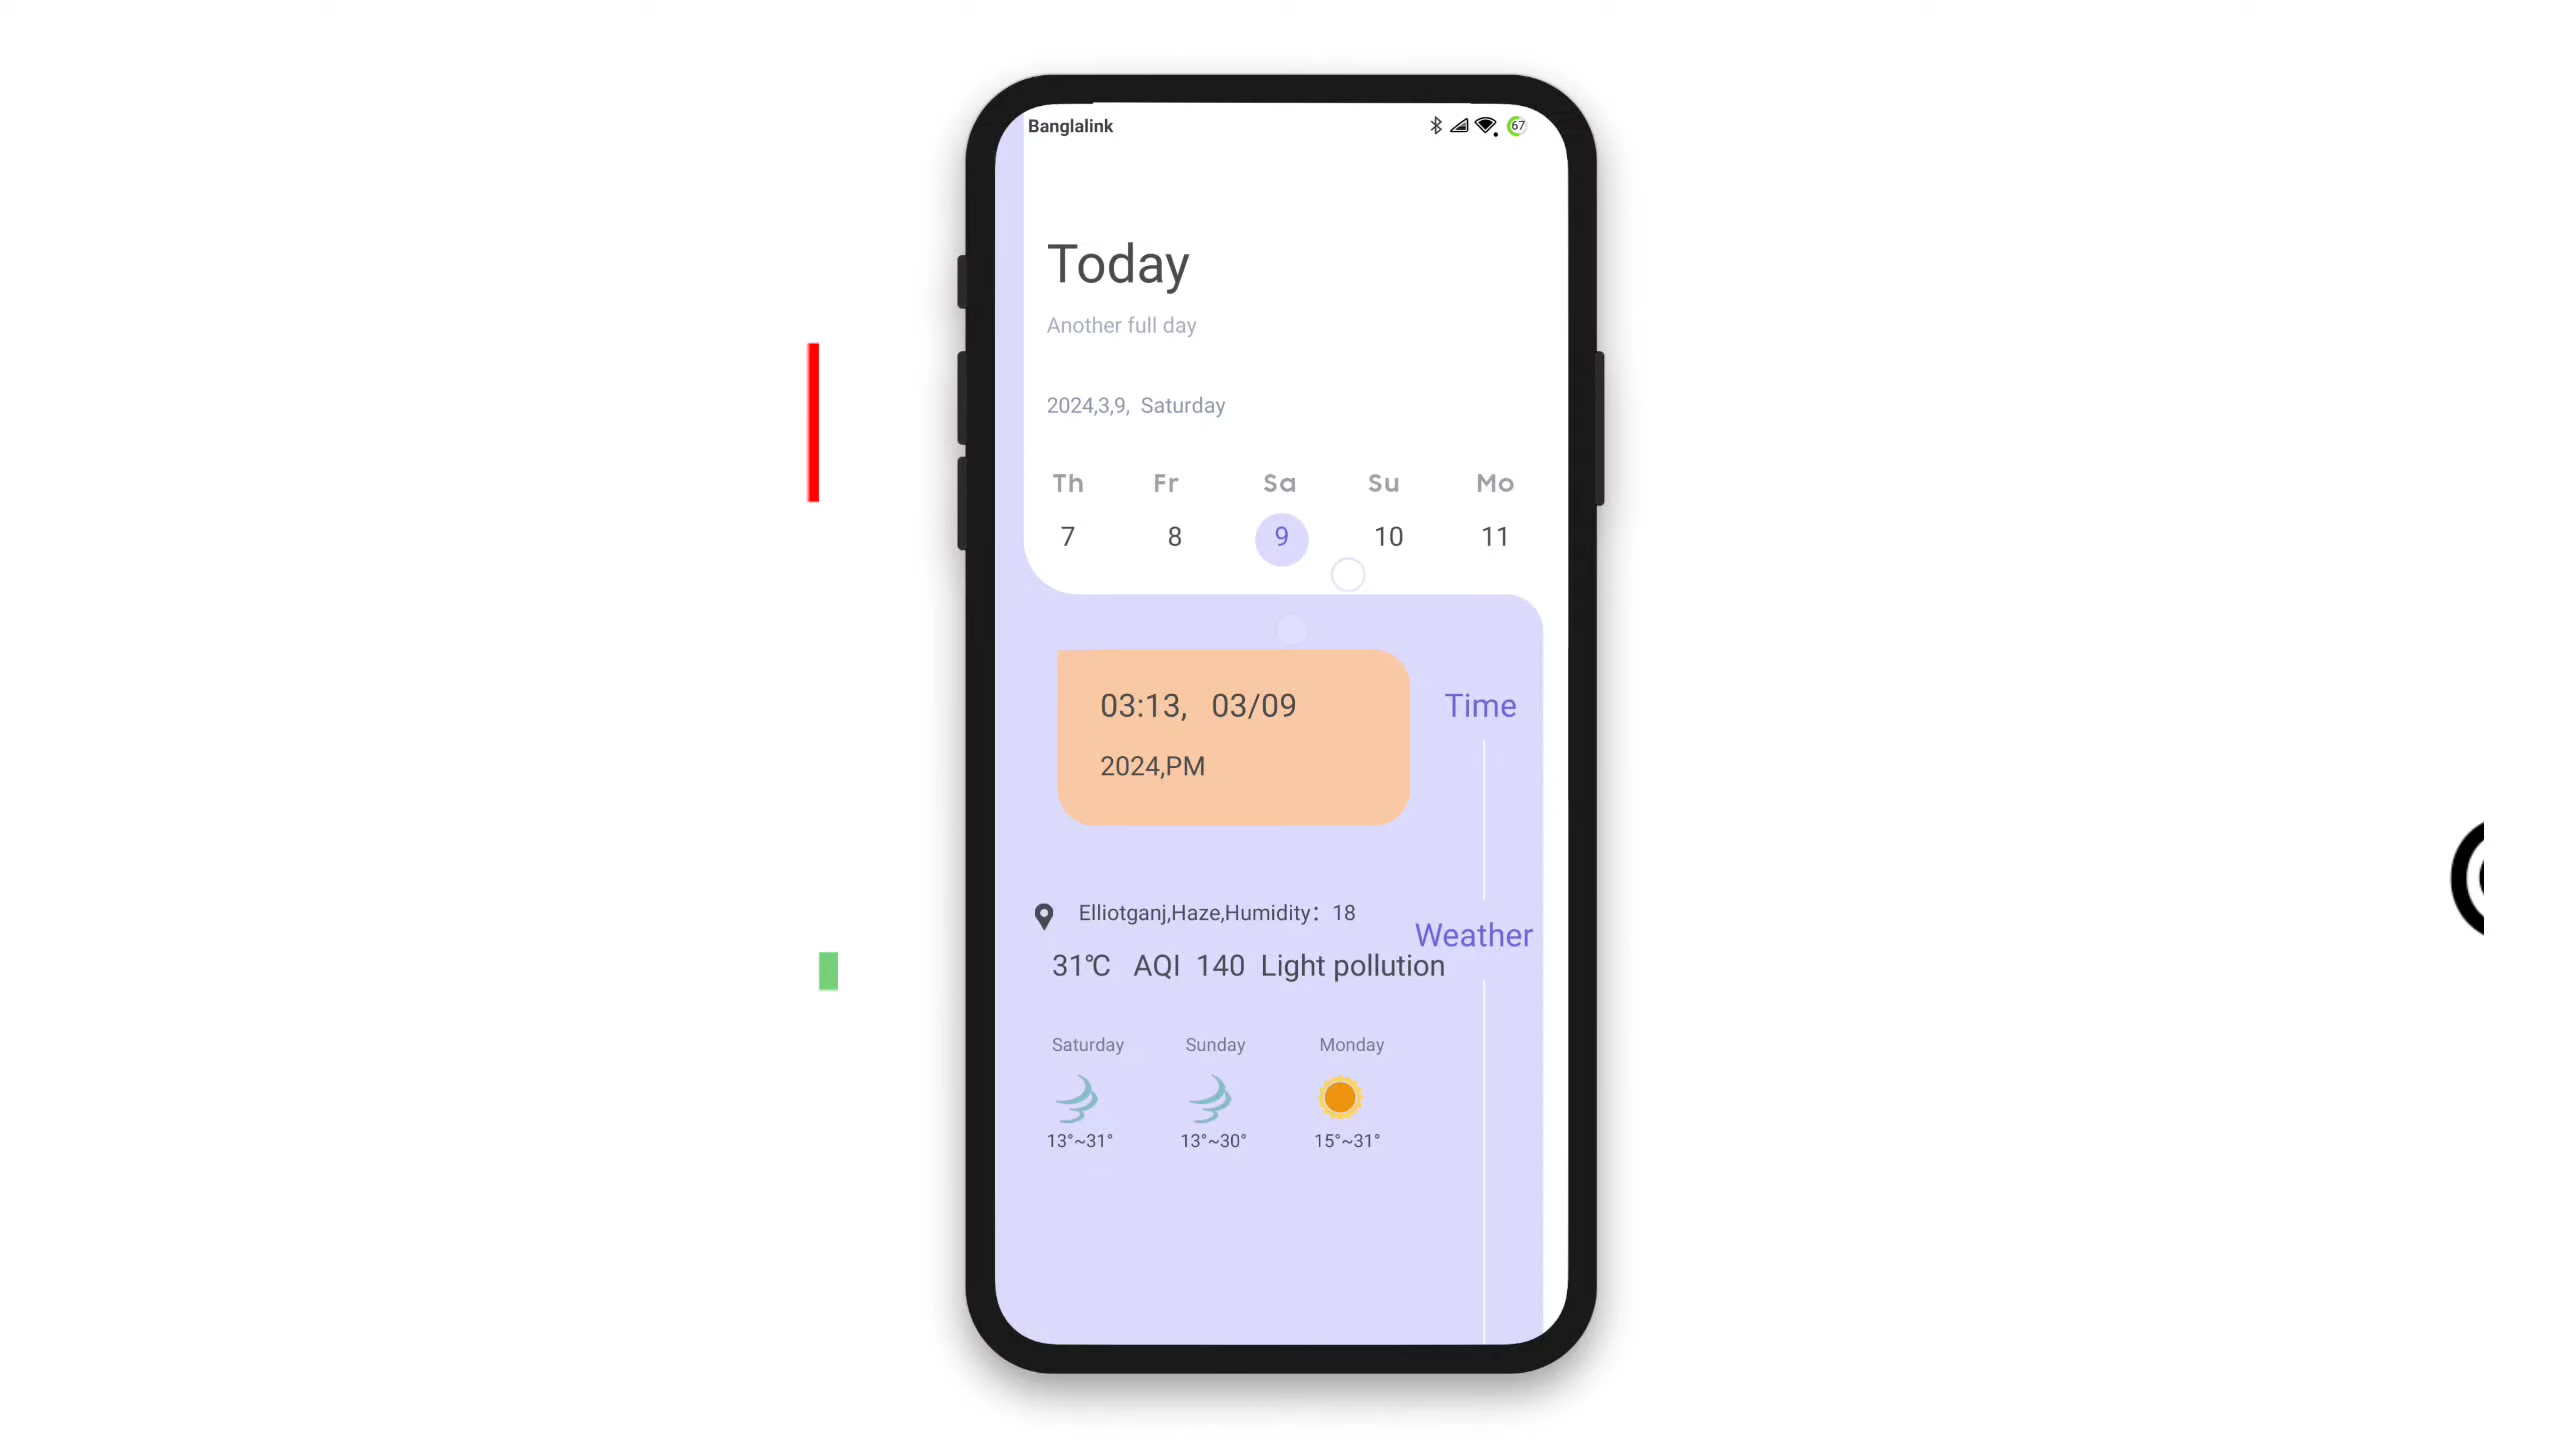 Banglalink 67
Today
Another full day
2024,3,9, Saturday
Th Fr Sa Su Mo
7 8 9 10 11
03:13, 03/09 Time
2024,PM
Elliotganj,Haze,Humidity: 18
Weather
31℃ AQI 140 Light pollution
Saturday Sunday Monday
13°~31° 13°~30° 15°~31°